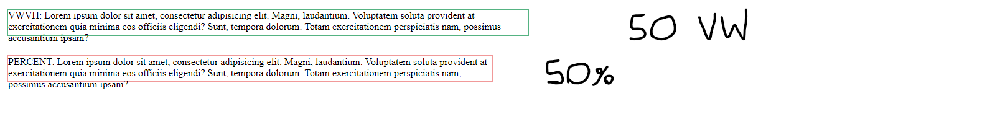 VWVH: Lorem ipsum dolor sit amet, consectetur adipisicing elit. Magni, laudantium. Voluptatem soluta provident at
exercitationem quia minima eos officiis eligendi? Sunt, tempora dolorum. Totam exercitationem perspiciatis nam, possimus
accusantium ipsam?
50 VW
PERCENT: Lorem ipsum dolor sit amet, consectetur adipisicing elit. Magni, laudantium. Voluptatem soluta provident at
exercitationem quia minima eos officiis eligendi? Sunt, tempora dolorum. Totam exercitationem perspiciatis nam,
possimus accusantium ipsam?
50%